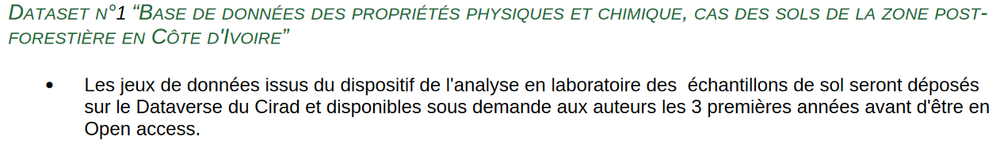 Dataset n°1 “Base de données des propriétés physiques et chimique, cas des sols de la zone post-
forestière en Côte d'Ivoire”
• Les jeux de données issus du dispositif de l'analyse en laboratoire des  échantillons de sol seront déposés
sur le Dataverse du Cirad et disponibles sous demande aux auteurs les 3 premières années avant d'être en
Open access.